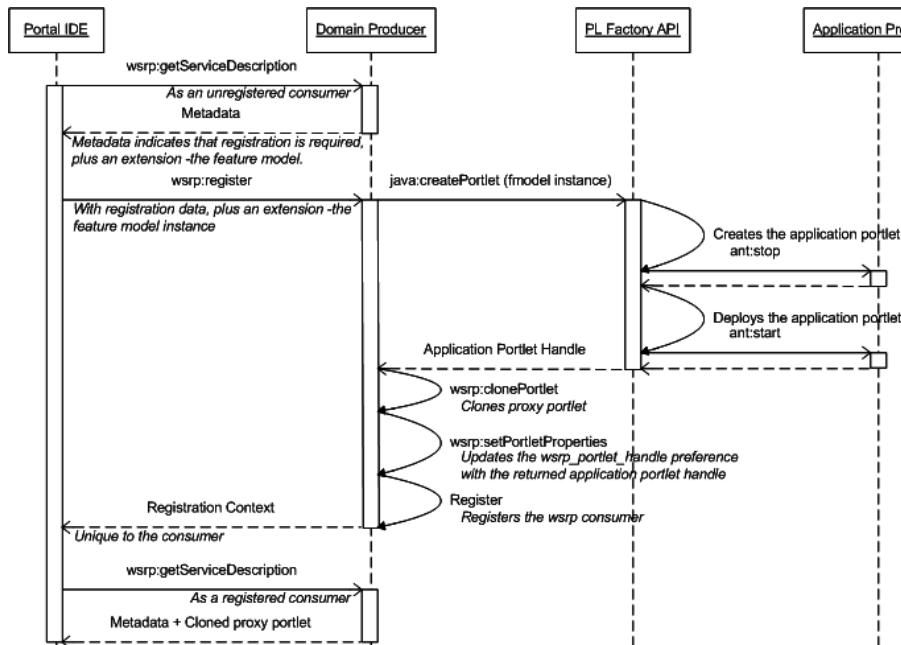 Portal IDE
Domain Producer
PL Factory API
Application Pro
wsrp:getServiceDescription
As an unregistered consumer
Metadata
Metadata indicates that registration is required,
plus an extension -the feature model.
wsrp:register
java:createPortlet (fmodel instance)
With registration data, plus an extension -the
feature model instance
Creates the application portlet
ant:stop
Deploys the application portlet
ant:start
Application Portlet Handle
wsrp:clonePortlet
Clones proxy portlet
wsrp:setPortletProperties
Updates the wsrp_portlet_handle preference
with the returned application portlet handle
Register
Registers the wsrp consumer
Registration Context
Unique to the consumer
wsrp:getServiceDescription
As a registered consumer
Metadata + Cloned proxy portlet